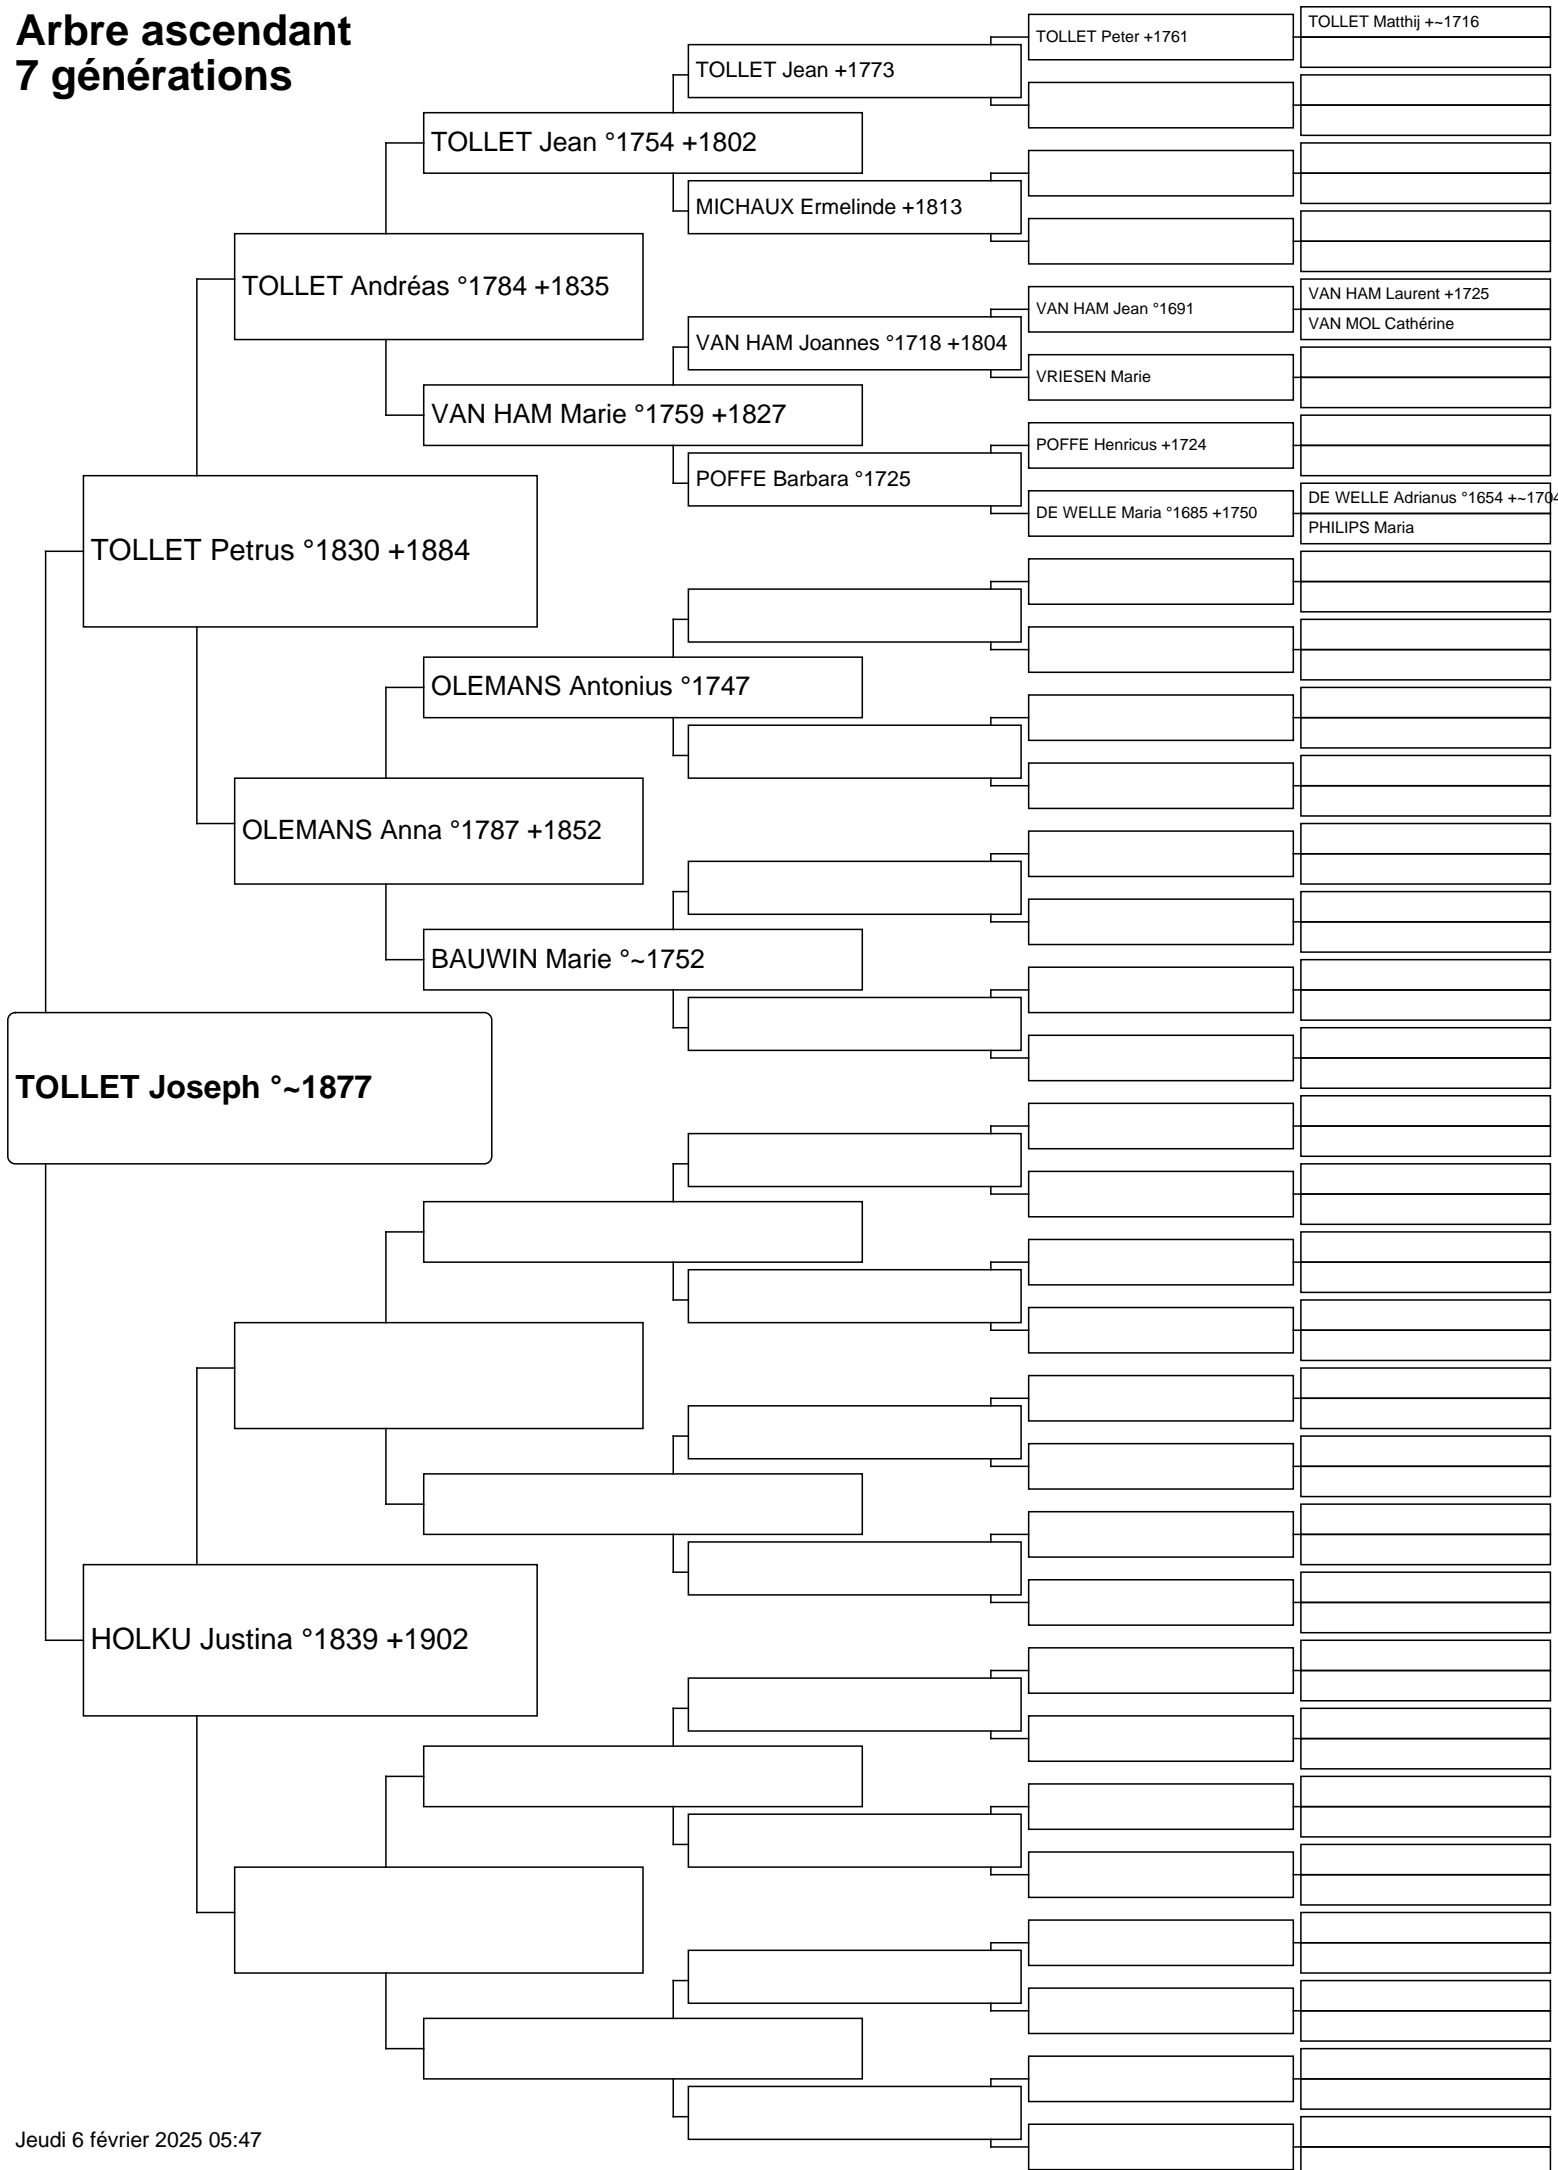 Arbre ascendant
7 générations
TOLLET Joseph °~1877
TOLLET Petrus °1830 +1884
HOLKU Justina °1839 +1902
TOLLET Andréas °1784 +1835
OLEMANS Anna °1787 +1852
TOLLET Jean °1754 +1802
VAN HAM Marie °1759 +1827
OLEMANS Antonius °1747
BAUWIN Marie °~1752
TOLLET Jean +1773
MICHAUX Ermelinde +1813
VAN HAM Joannes °1718 +1804
POFFE Barbara °1725
TOLLET Peter +1761
VAN HAM Jean °1691
VRIESEN Marie
POFFE Henricus +1724
DE WELLE Maria °1685 +1750
TOLLET Matthij +~1716
VAN HAM Laurent +1725
VAN MOL Cathérine
DE WELLE Adrianus °1654 +~1704
PHILIPS Maria
Jeudi 6 février 2025 05:47